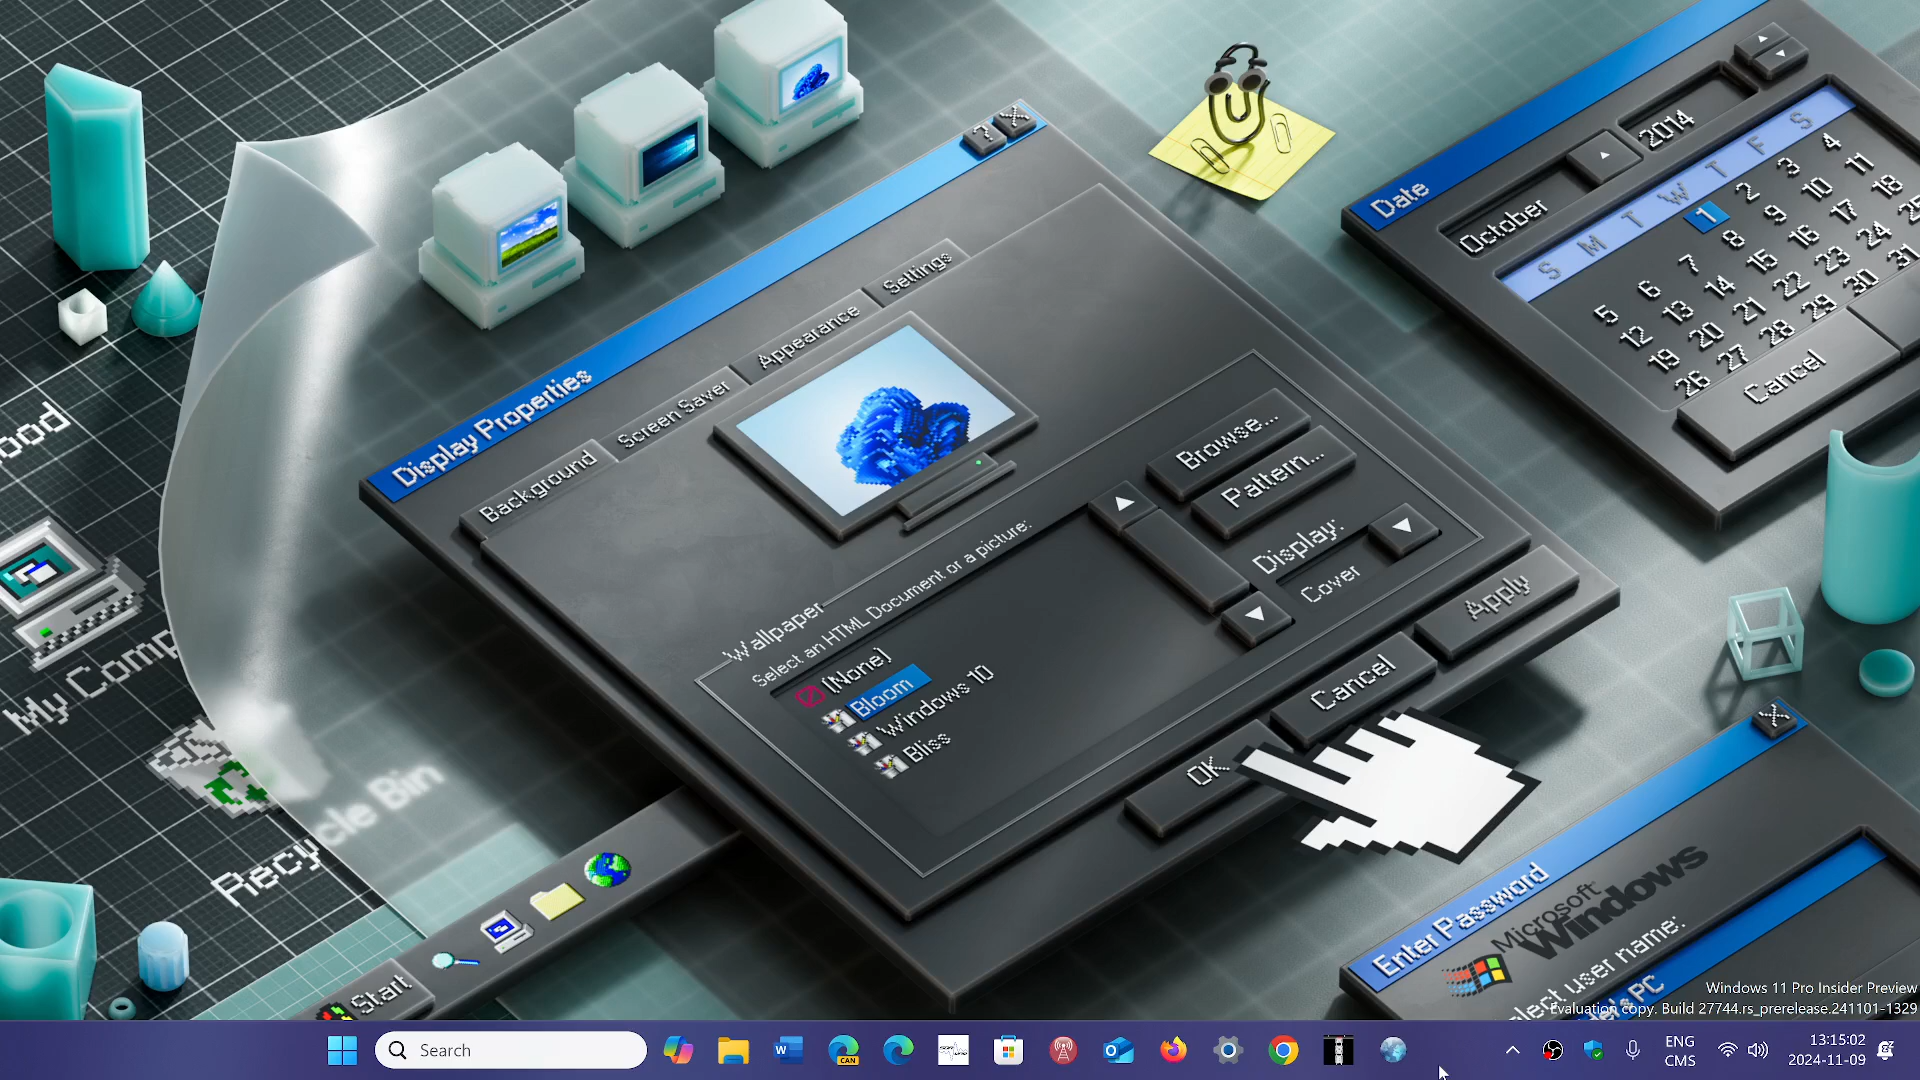 Display Properties
?
Background
Screen Saver
Appearance
Settings
Wallpaper
Select an HTML Document or a picture:
(None)
Bloom
Windows 10
Bliss
Browse...
Pattern...
Display:
Cover
OK
Cancel
Apply
Date
October
2014
S M T W T F S
1 2 3 4
5 6 7 8 9 10 11
12 13 14 15 16 17 18
19 20 21 22 23 24
26 27 28 29 30 31
Cancel
Recycle Bin
Start
Enter Password
Microsoft
Windows
user name:
PC
Windows 11 Pro Insider Preview
Evaluation copy. Build 27744.rs_prerelease.241101-1329
Search
W
CAN
ENG
CMS
13:15:02
2024-11-09